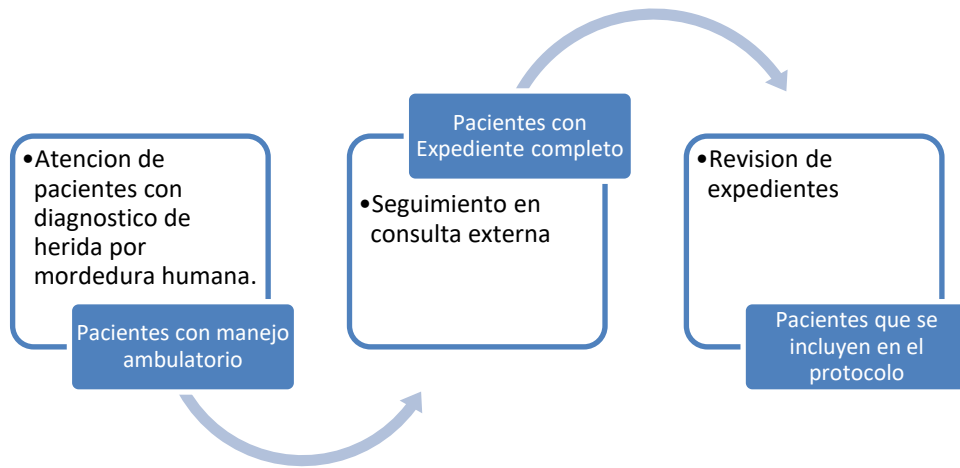 •Atencion de
pacientes con
diagnostico de
herida por
mordedura humana.
Pacientes con manejo
ambulatorio
Pacientes con
Expediente completo
•Seguimiento en
consulta externa
•Revision de
expedientes
Pacientes que se
incluyen en el
protocolo